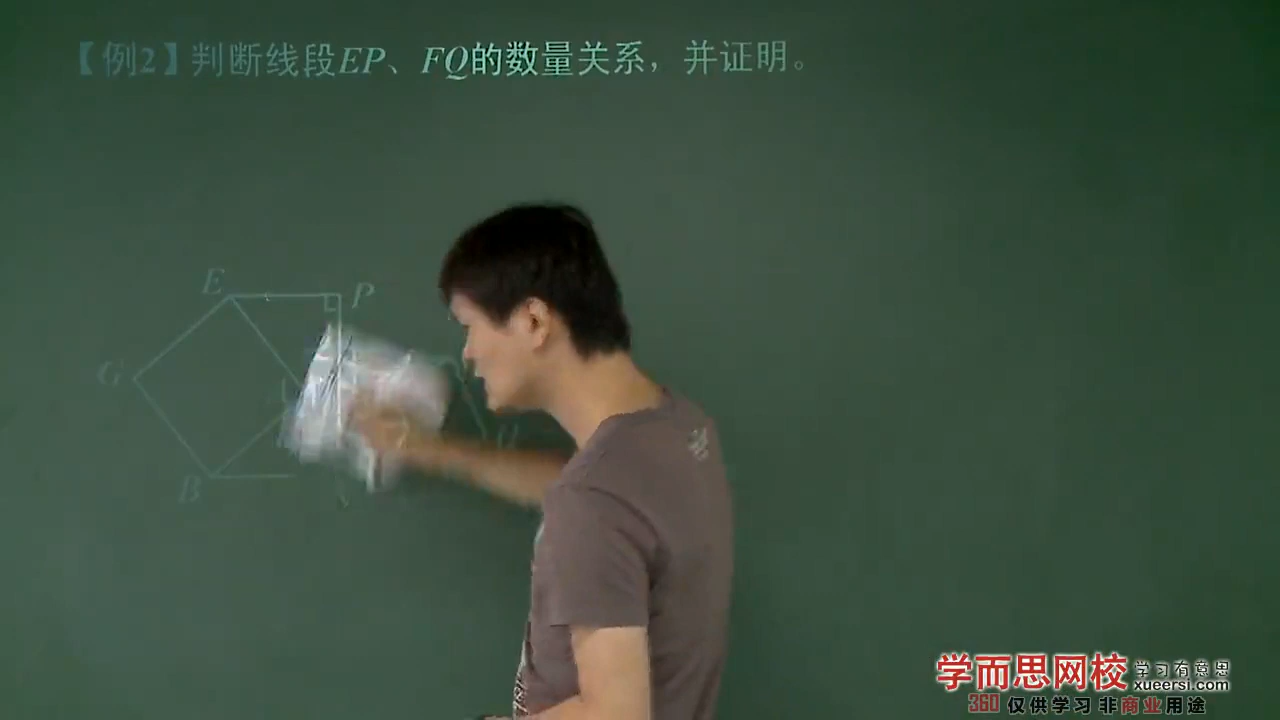 【例2】判断线段EP、FQ的数量关系，并证明。
E
P
G
B
学而思网校 学习有意思
xueersi.com
360 仅供学习 非商业用途